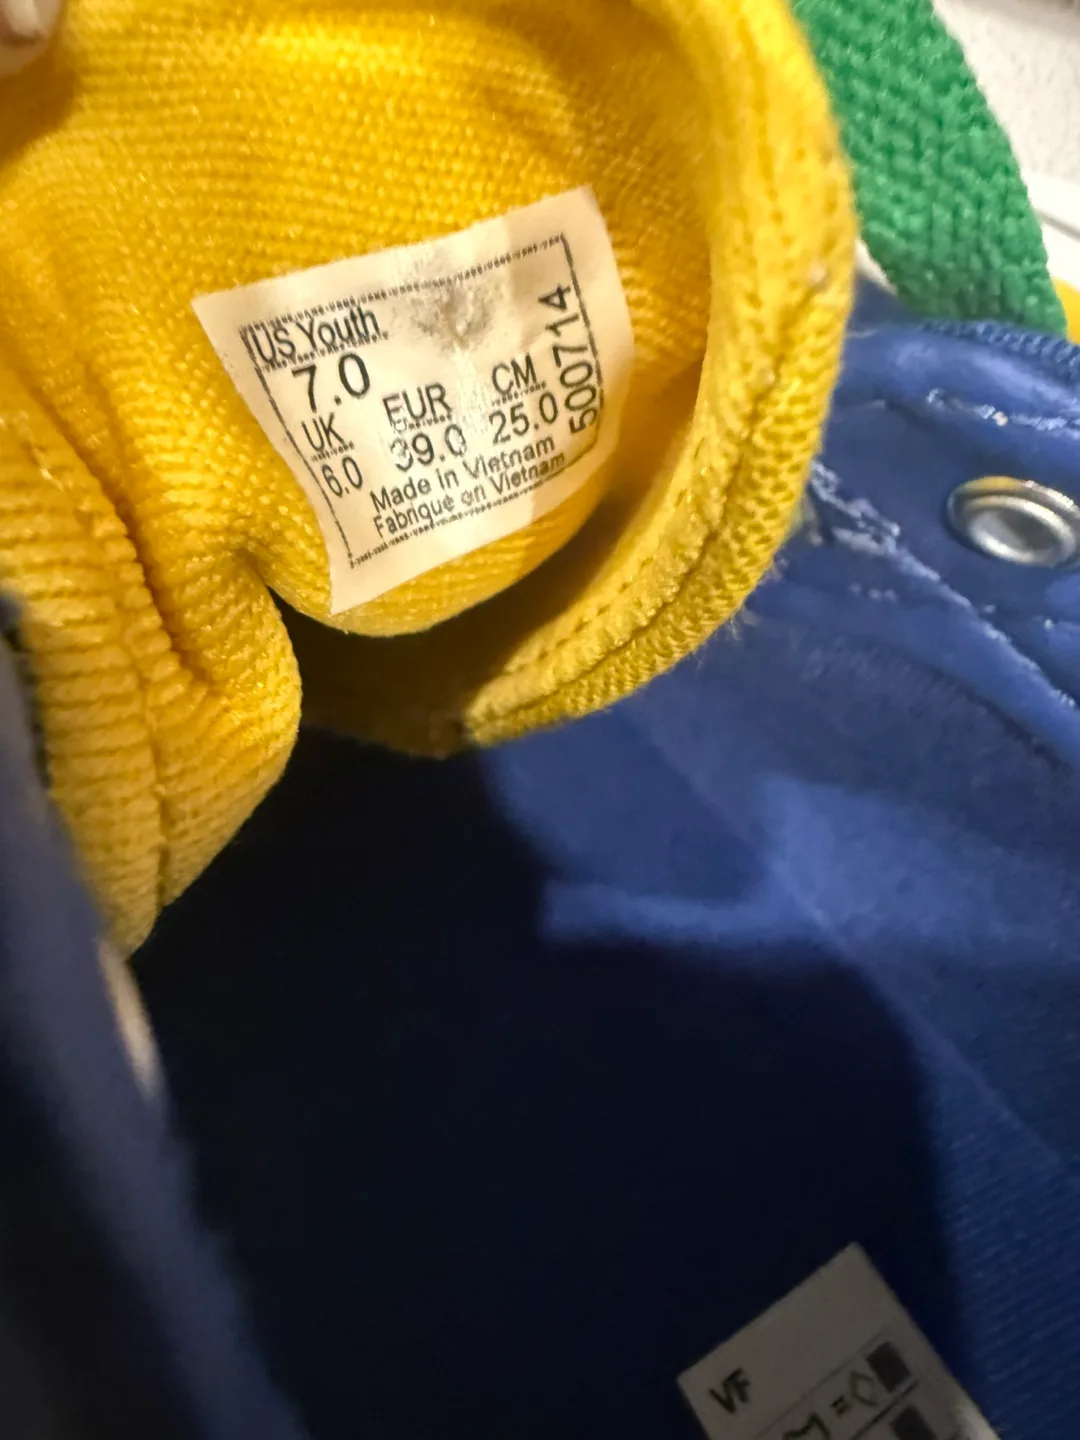 US Youth
7.0
UK EUR CM
6.0 39.0 25.0
Made in Vietnam
Fabriqué en Vietnam
500714
VF
=